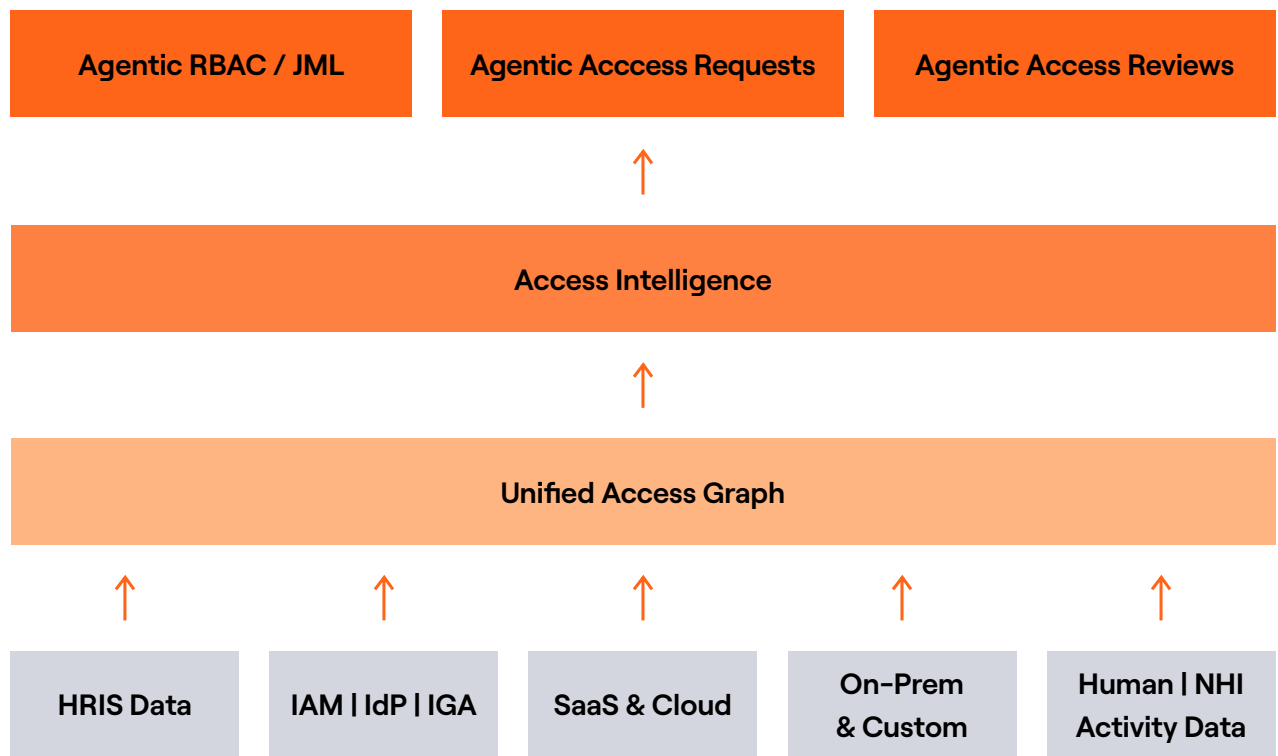 Agentic RBAC / JML
Agentic Acccess Requests
Agentic Access Reviews
Access Intelligence
Unified Access Graph
HRIS Data
IAM | IdP | IGA
SaaS & Cloud
On-Prem
& Custom
Human | NHI
Activity Data